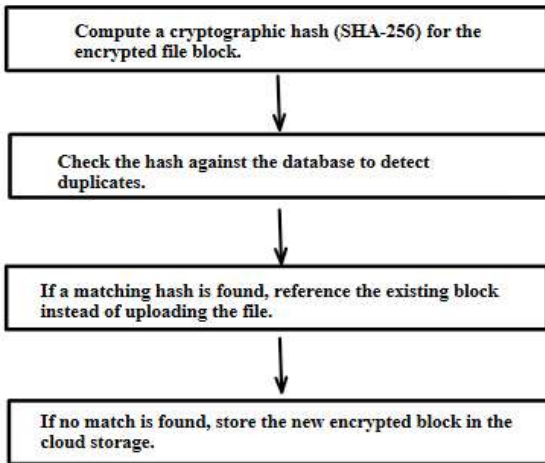 Compute a cryptographic hash (SHA-256) for the
encrypted file block.
Check the hash against the database to detect
duplicates.
If a matching hash is found, reference the existing block
instead of uploading the file.
If no match is found, store the new encrypted block in the
cloud storage.